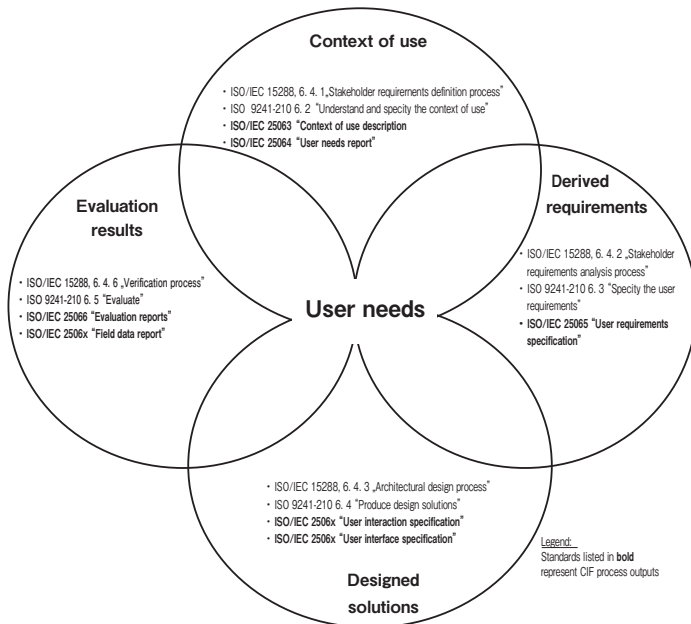 Context of use
• ISO/IEC 15288, 6. 4. 1„Stakeholder requirements definition process”
• ISO 9241-210 6. 2 “Understand and specify the context of use”
• ISO/IEC 25063 “Context of use description
• ISO/IEC 25064 “User needs report”
Evaluation
results
• ISO/IEC 15288, 6. 4. 6 „Verification process”
• ISO 9241-210 6. 5 “Evaluate”
• ISO/IEC 25066 “Evaluation reports”
• ISO/IEC 2506x “Field data report”
Derived
requirements
• ISO/IEC 15288, 6. 4. 2 „Stakeholder
requirements analysis process”
• ISO 9241-210 6. 3 “Specity the user
requirements”
• ISO/IEC 25065 “User requirements
specification”
User needs
• ISO/IEC 15288, 6. 4. 3 „Architectural design process”
• ISO 9241-210 6. 4 “Produce design solutions”
• ISO/IEC 2506x “User interaction specification”
• ISO/IEC 2506x “User interface specification”
Designed
solutions
Legend:
Standards listed in bold
represent CIF process outputs